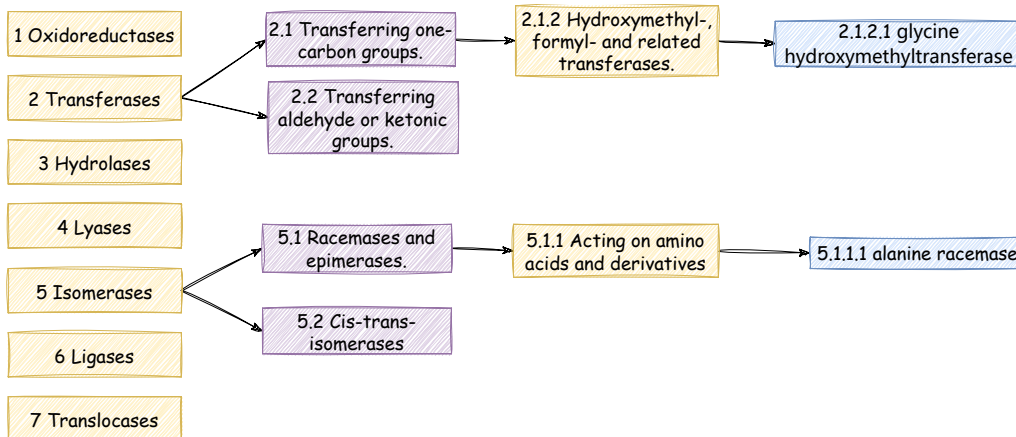 1 Oxidoreductases
2 Transferases
3 Hydrolases
4 Lyases
5 Isomerases
6 Ligases
7 Translocases
2.1 Transferring one-
carbon groups.
2.2 Transferring
aldehyde or ketonic
groups.
5.1 Racemases and
epimerases.
5.2 Cis-trans-
isomerases
2.1.2 Hydroxymethyl-,
formyl- and related
transferases.
5.1.1 Acting on amino
acids and derivatives
2.1.2.1 glycine
hydroxymethyltransferase
5.1.1.1 alanine racemase